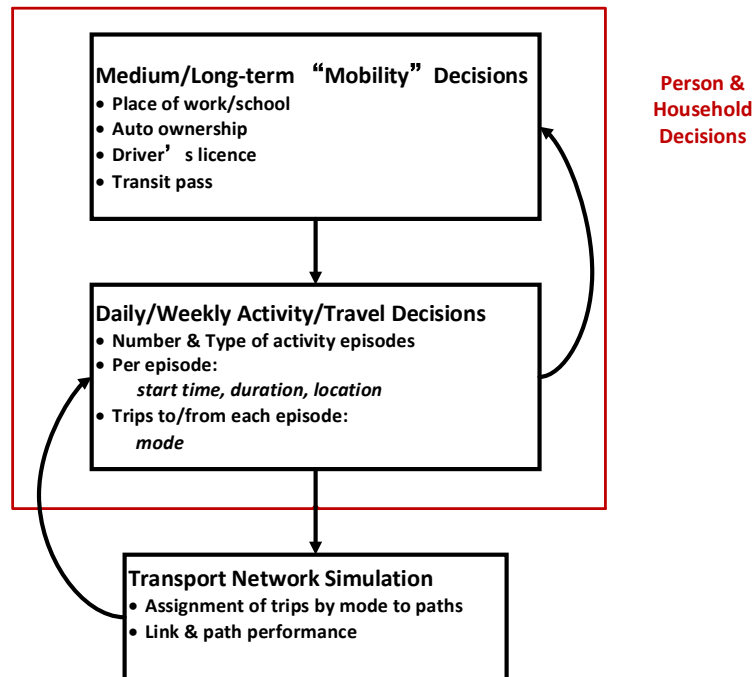 Medium/Long-term “Mobility” Decisions
• Place of work/school
• Auto ownership
• Driver’s licence
• Transit pass
Person &
Household
Decisions
Daily/Weekly Activity/Travel Decisions
• Number & Type of activity episodes
• Per episode:
start time, duration, location
• Trips to/from each episode:
mode
Transport Network Simulation
• Assignment of trips by mode to paths
• Link & path performance